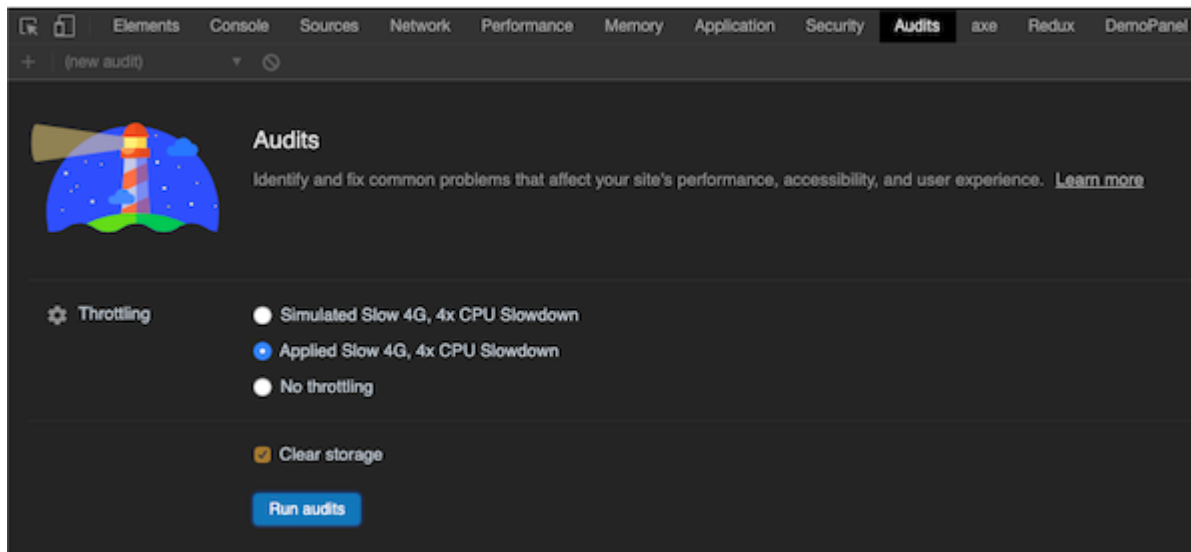 Elements Console Sources Network Performance Memory Application Security Audits axe Redux DemoPanel
+ (new audit)
Audits
Identify and fix common problems that affect your site's performance, accessibility, and user experience. Learn more
Throttling
Simulated Slow 4G, 4x CPU Slowdown
Applied Slow 4G, 4x CPU Slowdown
No throttling
Clear storage
Run audits